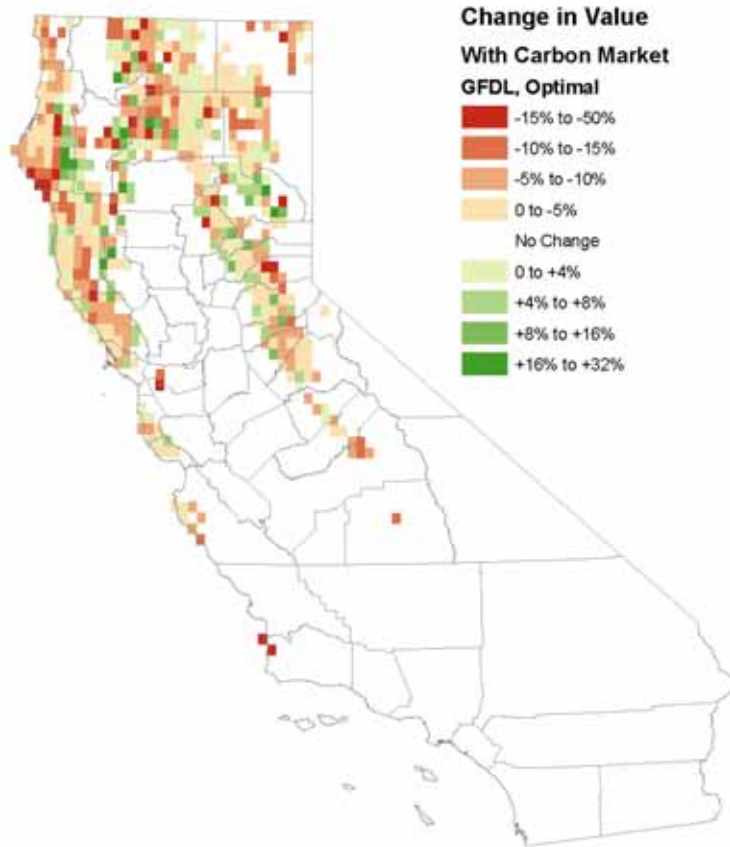 Change in Value
With Carbon Market
GFDL, Optimal
-15% to -50%
-10% to -15%
-5% to -10%
0 to -5%
No Change
0 to +4%
+4% to +8%
+8% to +16%
+16% to +32%